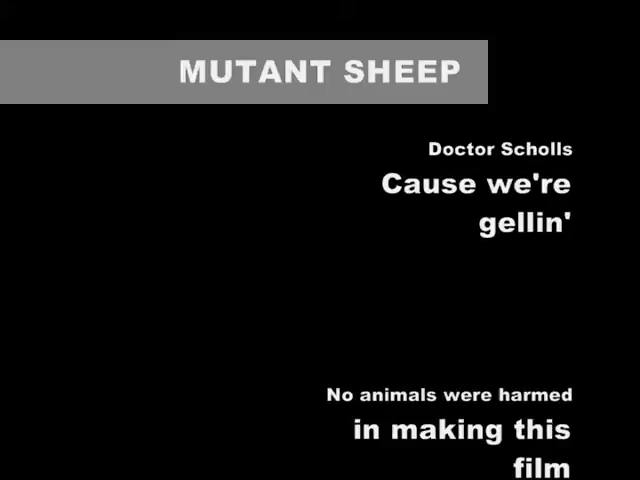 MUTANT SHEEP
Doctor Scholls
Cause we're
gellin'
No animals were harmed
in making this
film